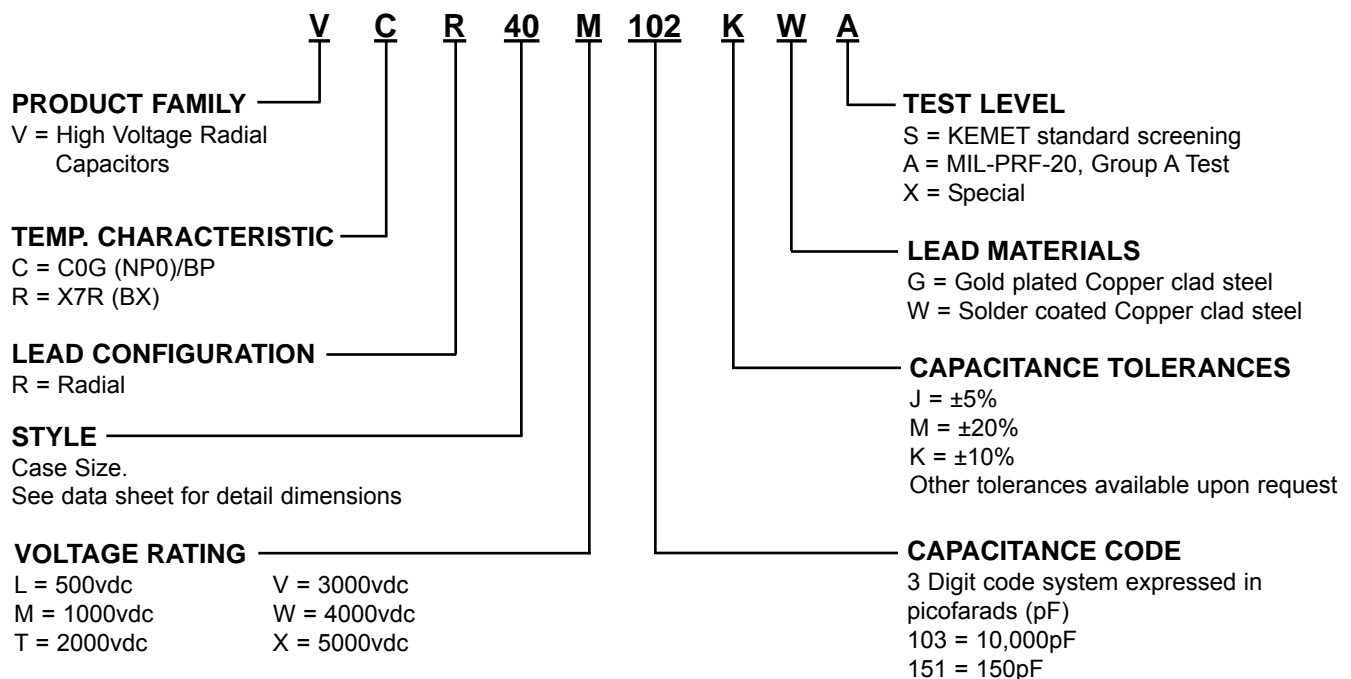 V C R 40 M 102 K W A
PRODUCT FAMILY
V = High Voltage Radial
Capacitors
TEMP. CHARACTERISTIC
C = C0G (NP0)/BP
R = X7R (BX)
LEAD CONFIGURATION
R = Radial
STYLE
Case Size.
See data sheet for detail dimensions
VOLTAGE RATING
L = 500vdc V = 3000vdc
M = 1000vdc W = 4000vdc
T = 2000vdc X = 5000vdc
TEST LEVEL
S = KEMET standard screening
A = MIL-PRF-20, Group A Test
X = Special
LEAD MATERIALS
G = Gold plated Copper clad steel
W = Solder coated Copper clad steel
CAPACITANCE TOLERANCES
J = ±5%
M = ±20%
K = ±10%
Other tolerances available upon request
CAPACITANCE CODE
3 Digit code system expressed in
picofarads (pF)
103 = 10,000pF
151 = 150pF